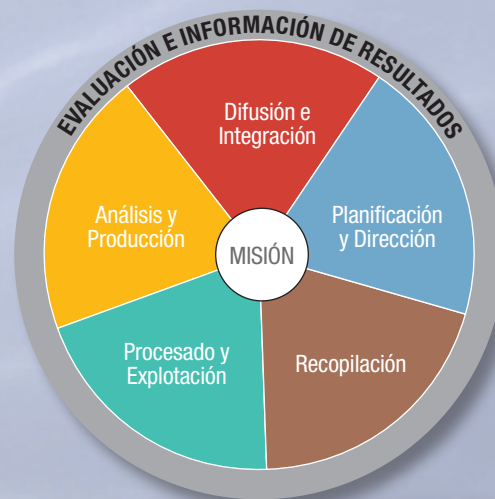 EVALUACIÓN E INFORMACIÓN DE RESULTADOS
Difusión e
Integración
Planificación
y Dirección
Recopilación
Procesado y
Explotación
Análisis y
Producción
MISIÓN